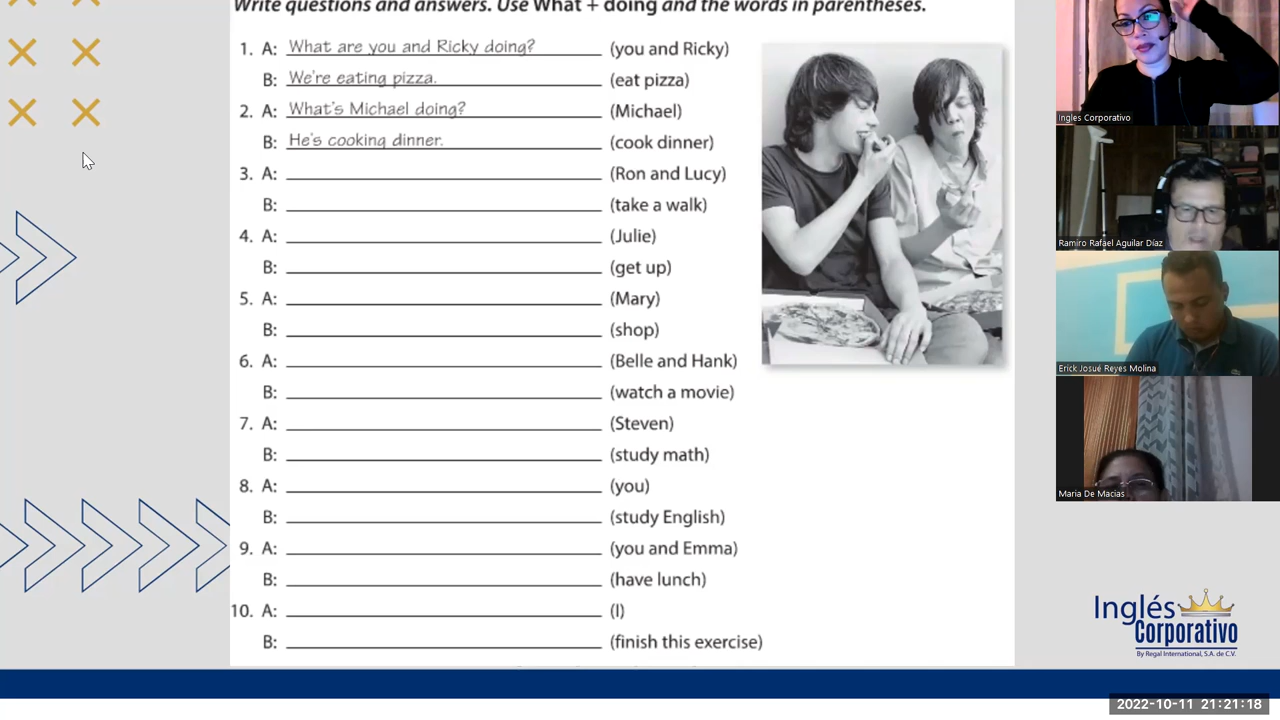 Write questions and answers. Use What + doing and the words in parentheses.
1. A: What are you and Ricky doing? (you and Ricky)
B: We're eating pizza. (eat pizza)
2. A: What's Michael doing? (Michael)
B: He's cooking dinner. (cook dinner)
3. A: (Ron and Lucy)
B: (take a walk)
4. A: (Julie)
B: (get up)
5. A: (Mary)
B: (shop)
6. A: (Belle and Hank)
B: (watch a movie)
7. A: (Steven)
B: (study math)
8. A: (you)
B: (study English)
9. A: (you and Emma)
B: (have lunch)
10. A: (I)
B: (finish this exercise)
Ingles Corporativo
Ramiro Rafael Aguilar Díaz
Erick Josué Reyes Molina
Maria De Macias
Inglés
Corporativo
By Regal International, S.A. de C.V.
2022-10-11 21:21:18